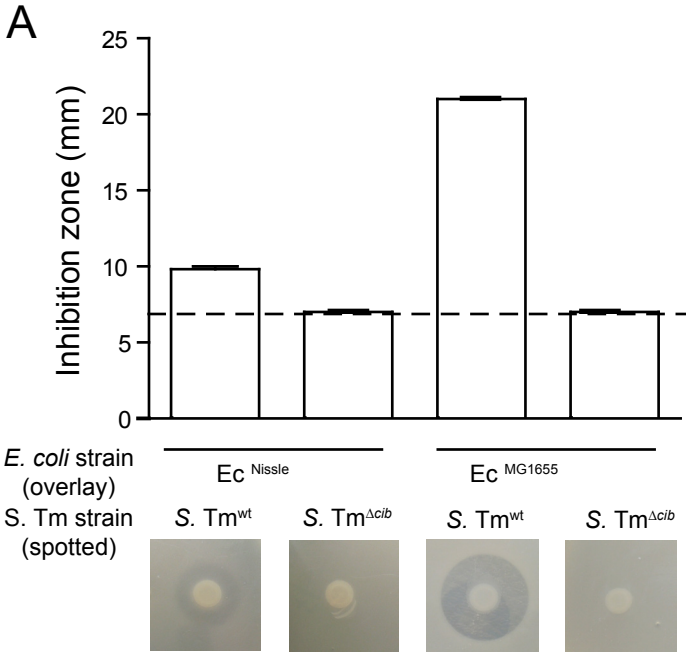 A
Inhibition zone (mm)
25
20
15
10
5
0
E. coli strain
(overlay)
Ec Nissle
Ec MG1655
S. Tm strain
(spotted)
S. Tmwt
S. TmΔcib
S. Tmwt
S. TmΔcib